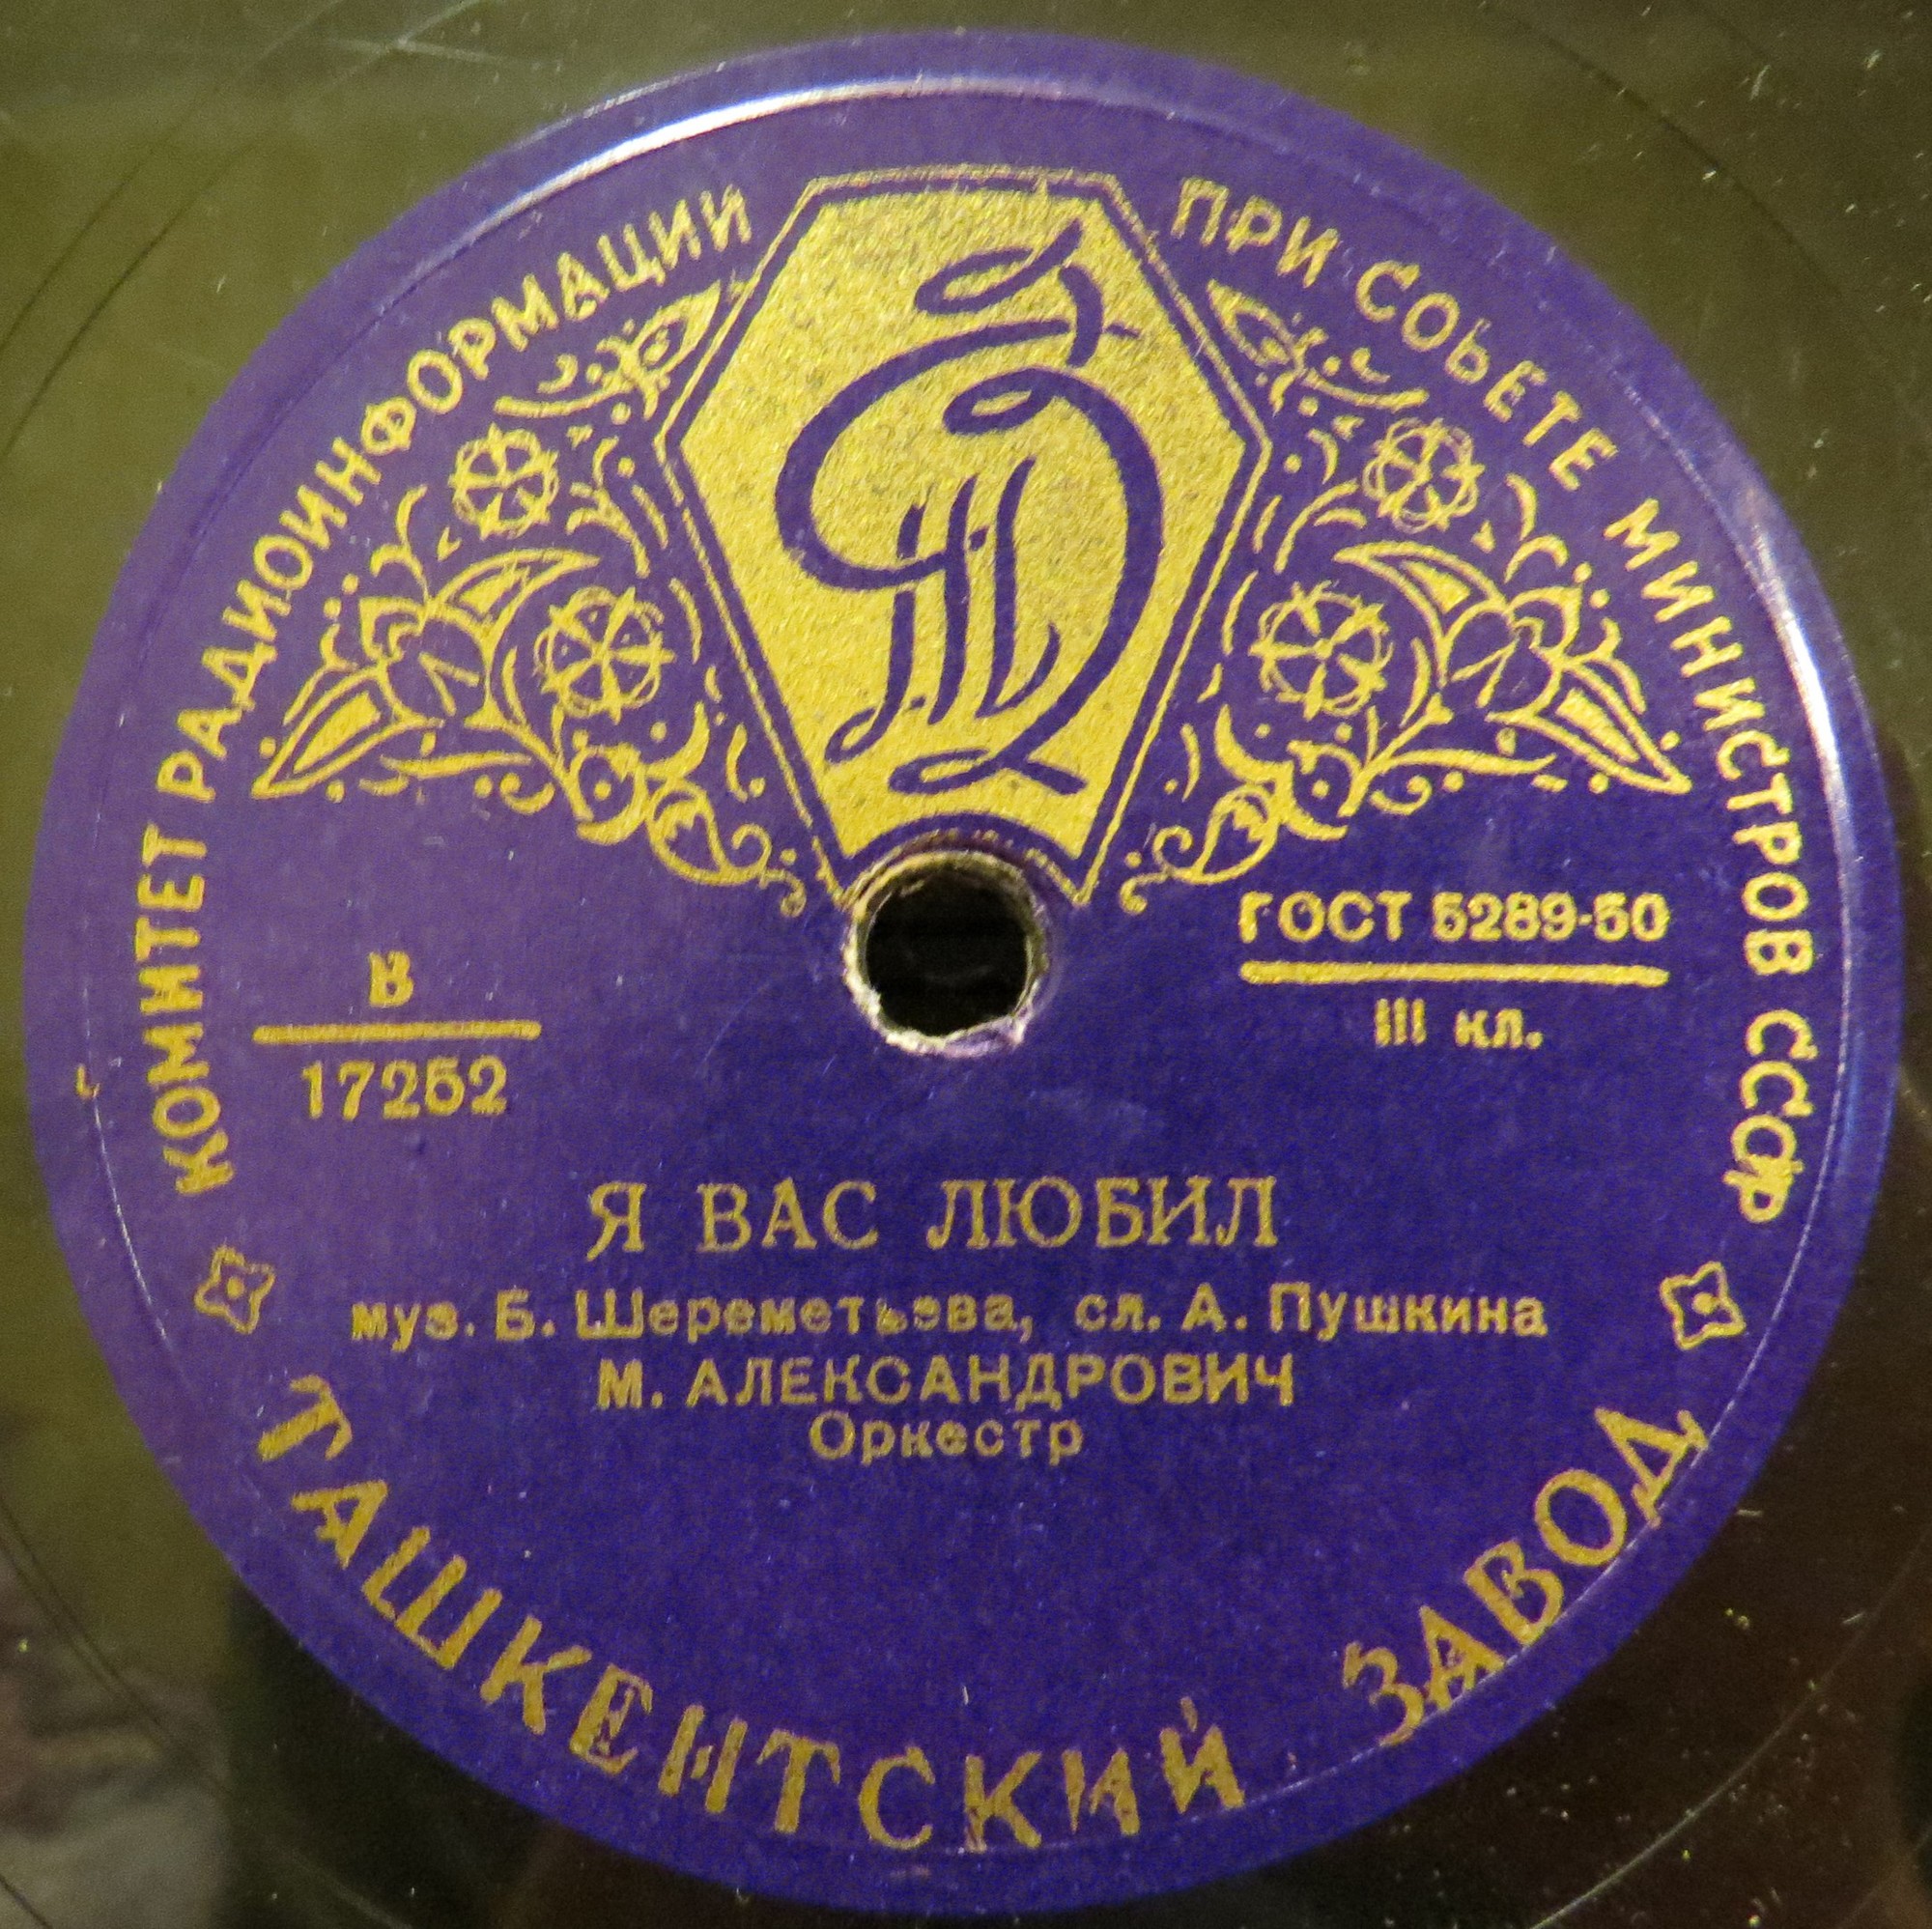 КОМИТЕТ РАДИОИНФОРМАЦИИ ПРИ СОВЕТЕ МИНИСТРОВ СССР
В
17252
ГОСТ 5289-50
III кл.
Я ВАС ЛЮБИЛ
муз. Б. Шереметьева, сл. А. Пушкина
М. АЛЕКСАНДРОВИЧ
Оркестр
ТАШКЕНТСКИЙ ЗАВОД